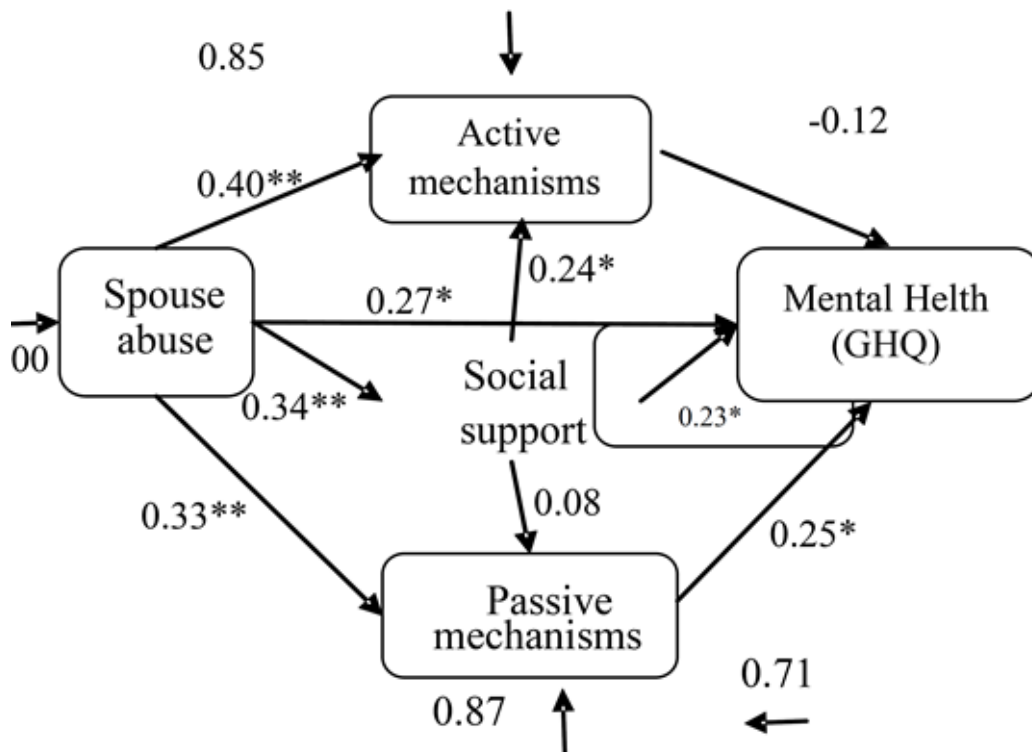 0.85
Active
mechanisms
-0.12
0.40**
0.24*
Spouse
abuse
0.27*
Mental Helth
(GHQ)
00
Social
support
0.34**
0.23*
0.33**
0.08
0.25*
Passive
mechanisms
0.87
0.71